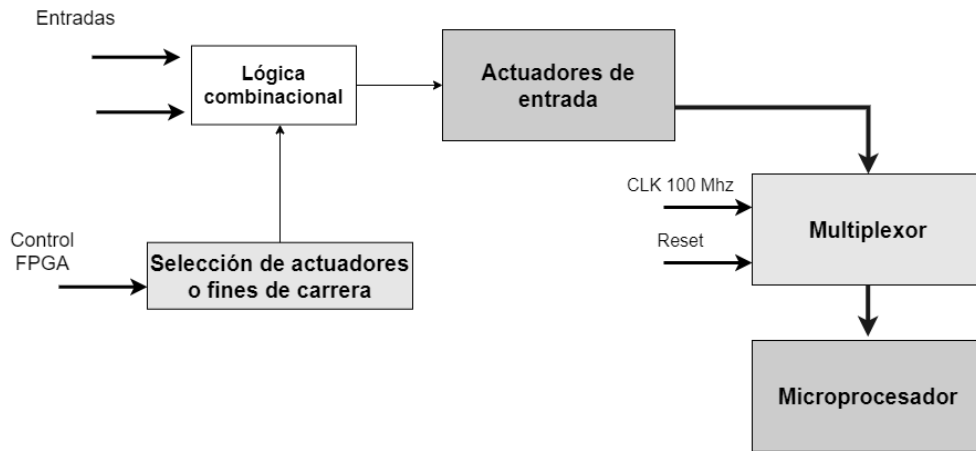 Entradas
Lógica
combinacional
Actuadores de
entrada
CLK 100 Mhz
Reset
Multiplexor
Control
FPGA
Selección de actuadores
o fines de carrera
Microprocesador